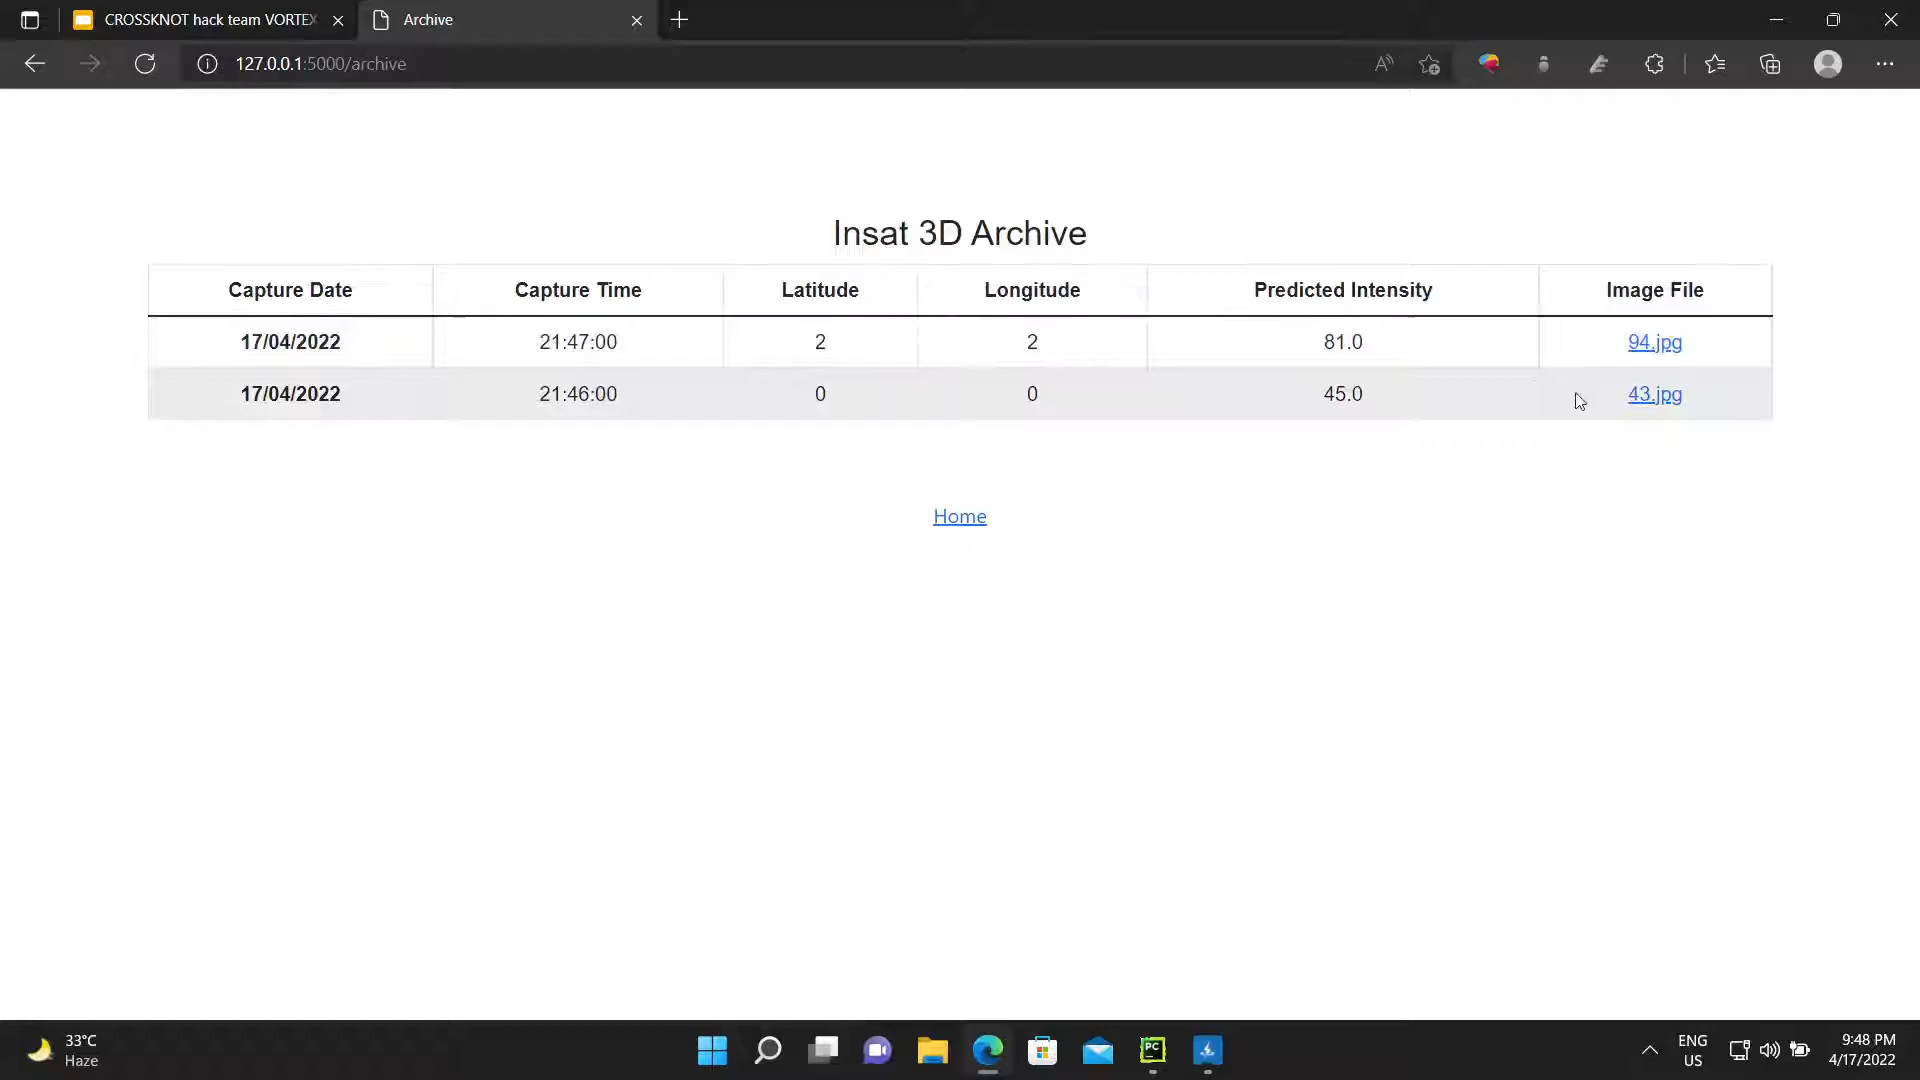 CROSSKNOT hack team VORTEX
Archive
127.0.0.1:5000/archive
Insat 3D Archive
Capture Date Capture Time Latitude Longitude Predicted Intensity Image File
17/04/2022 21:47:00 2 2 81.0 94.jpg
17/04/2022 21:46:00 0 0 45.0 43.jpg
Home
33°C
Haze
PC
ENG
US
9:48 PM
4/17/2022